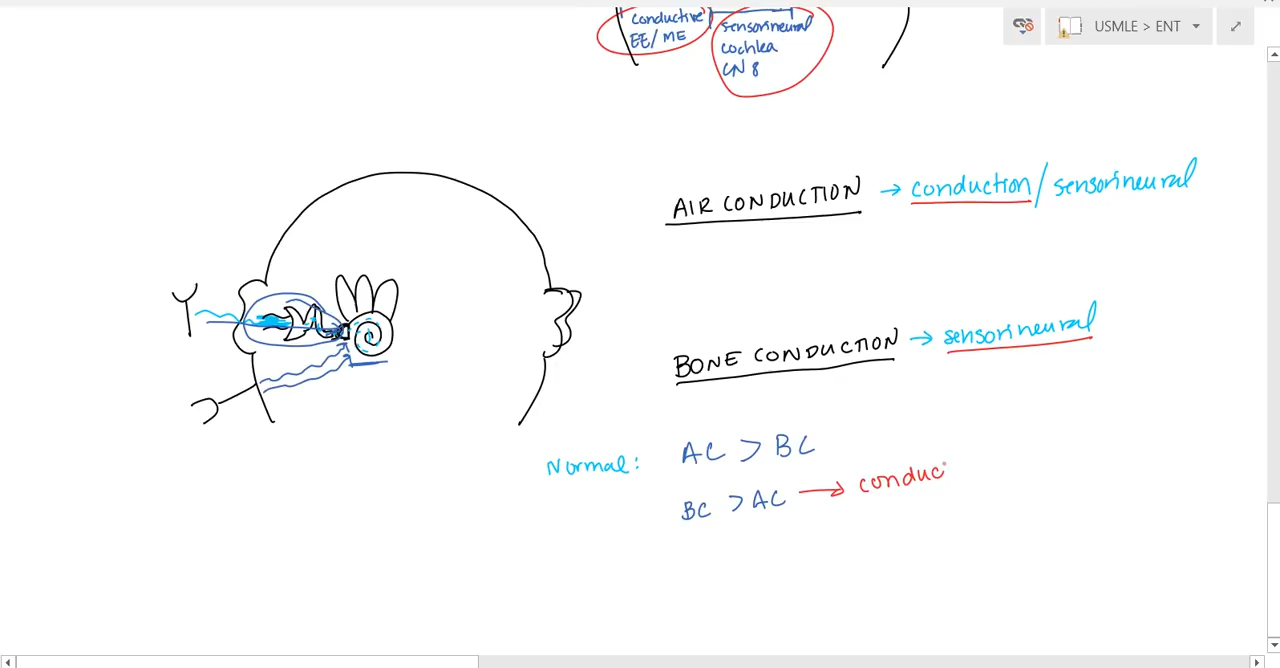 conductive
EE/ME
sensorineural
cochlea
CN 8
USMLE > ENT
AIR CONDUCTION → conduction/sensorineural
BONE CONDUCTION → sensorineural
Normal: AC > BC
BC > AC → conduc